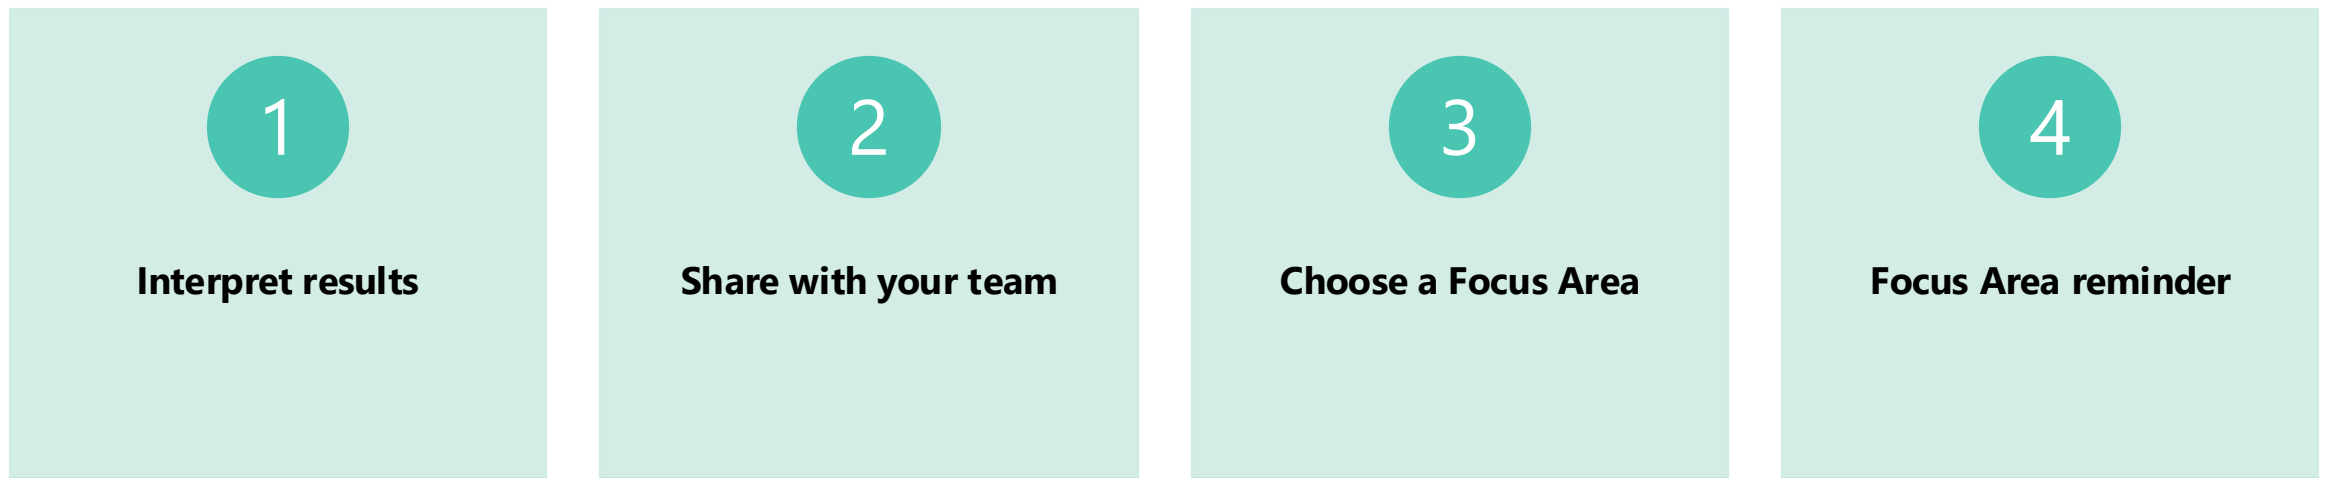 1
Interpret results
2
Share with your team
3
Choose a Focus Area
4
Focus Area reminder